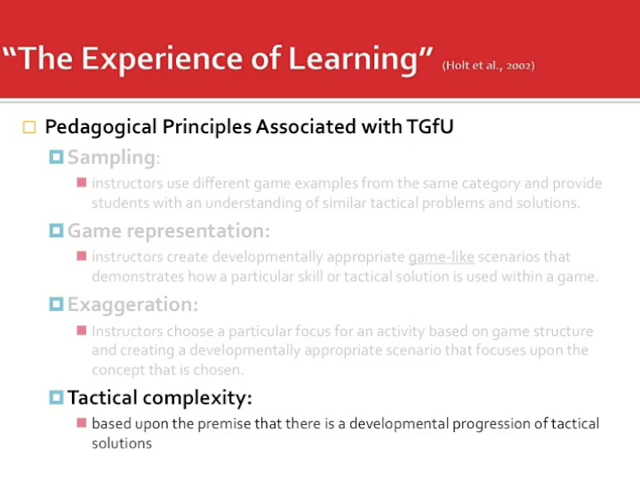 “The Experience of Learning” (Holt et al., 2002)
Pedagogical Principles Associated with TGfU
Sampling:
instructors use different game examples from the same category and provide
students with an understanding of similar tactical problems and solutions.
Game representation:
instructors create developmentally appropriate game-like scenarios that
demonstrates how a particular skill or tactical solution is used within a game.
Exaggeration:
Instructors choose a particular focus for an activity based on game structure
and creating a developmentally appropriate scenario that focuses upon the
concept that is chosen.
Tactical complexity:
based upon the premise that there is a developmental progression of tactical
solutions